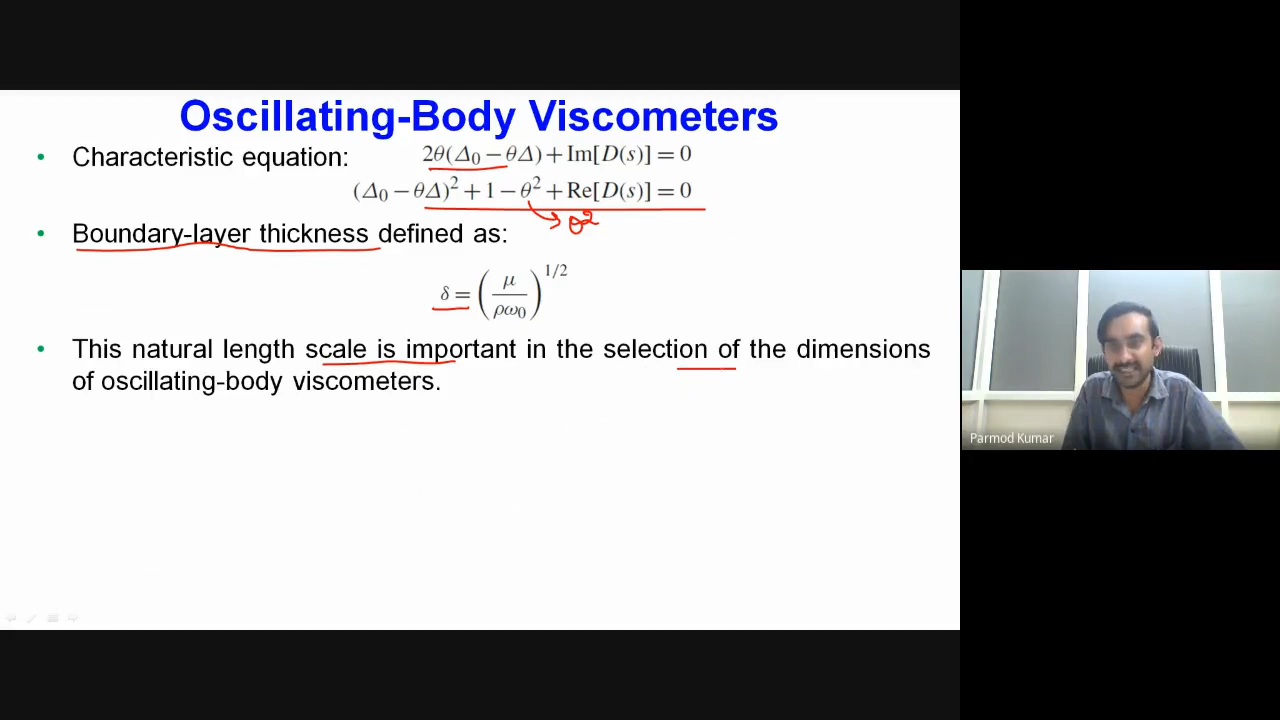 Oscillating-Body Viscometers
• Characteristic equation: 2θ(Δ₀ − θΔ) + Im[D(s)] = 0
(Δ₀ − θΔ)² + 1 − θ² + Re[D(s)] = 0
θ²
• Boundary-layer thickness defined as:
δ = (μ/ρω₀)^1/2
• This natural length scale is important in the selection of the dimensions
of oscillating-body viscometers.
Parmod Kumar